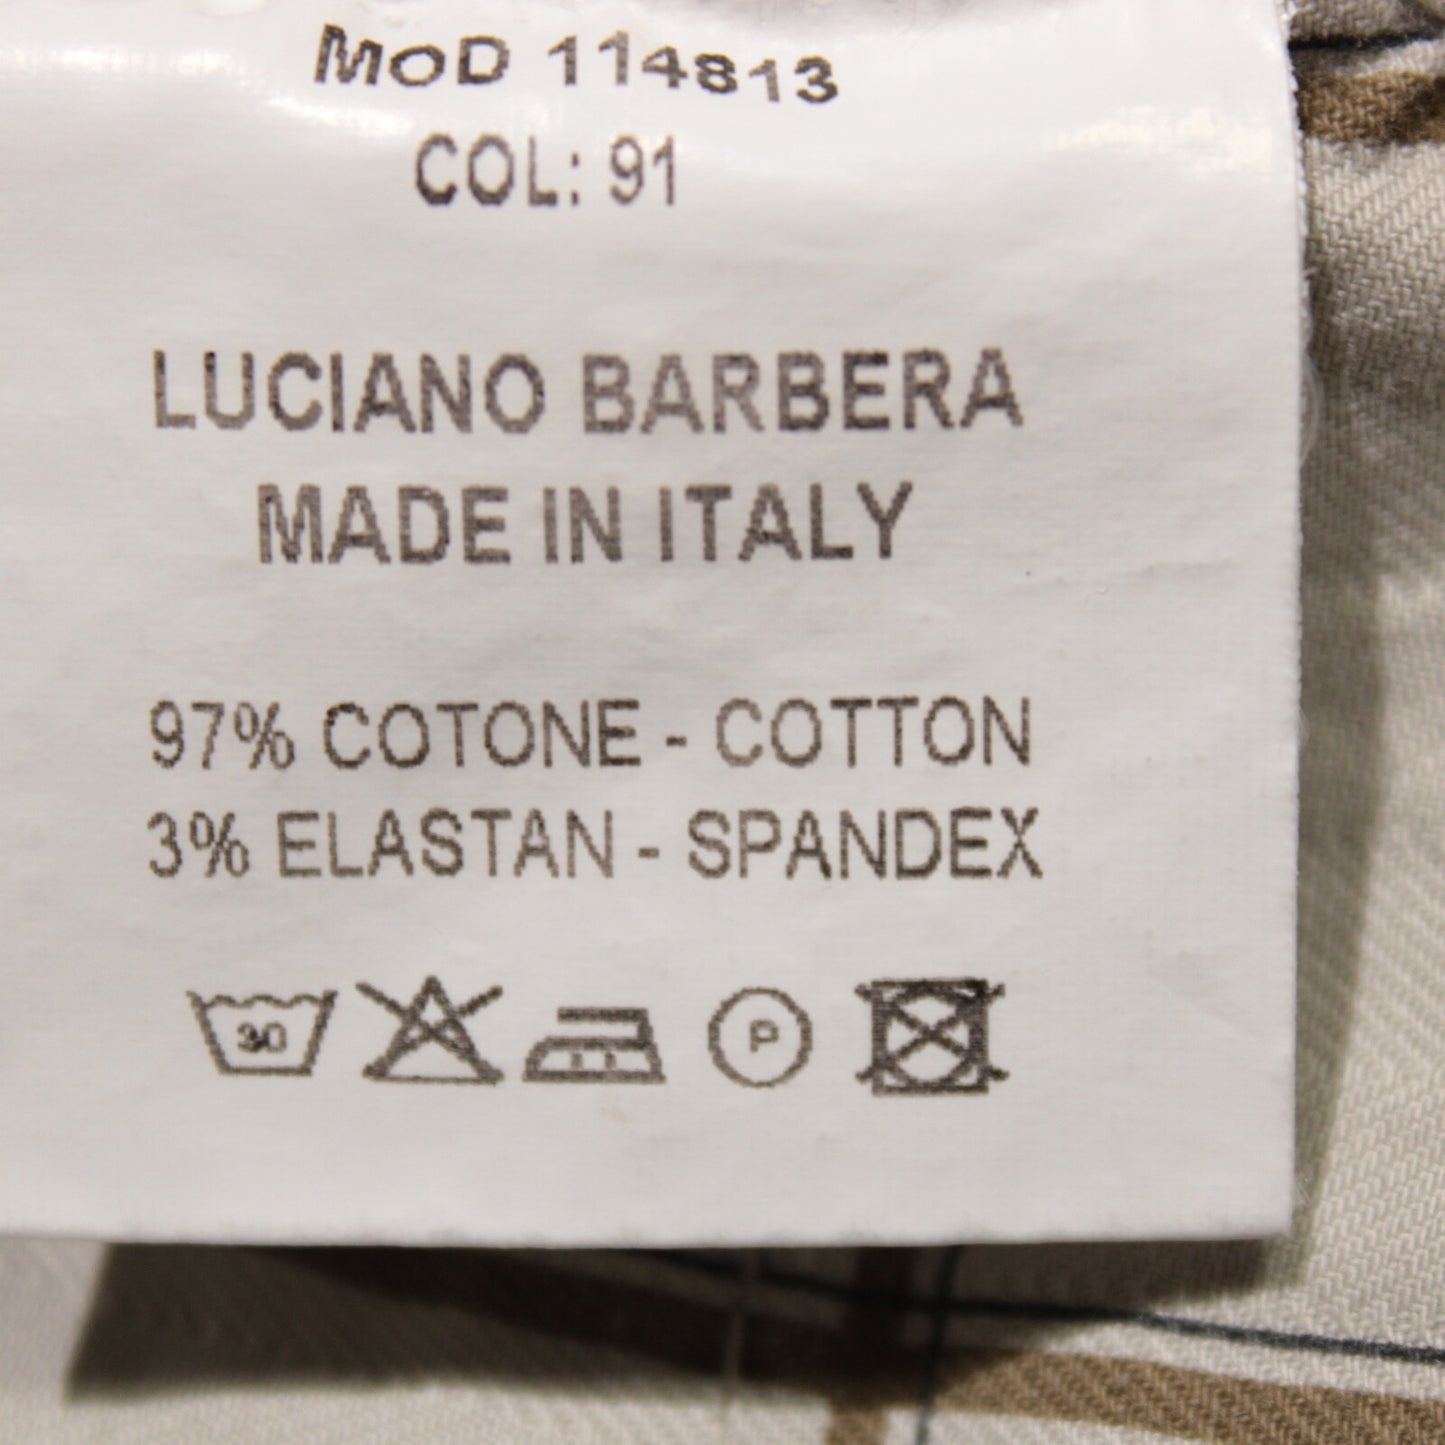 MOD 114813
COL: 91
LUCIANO BARBERA
MADE IN ITALY
97% COTONE - COTTON
3% ELASTAN - SPANDEX
30 P